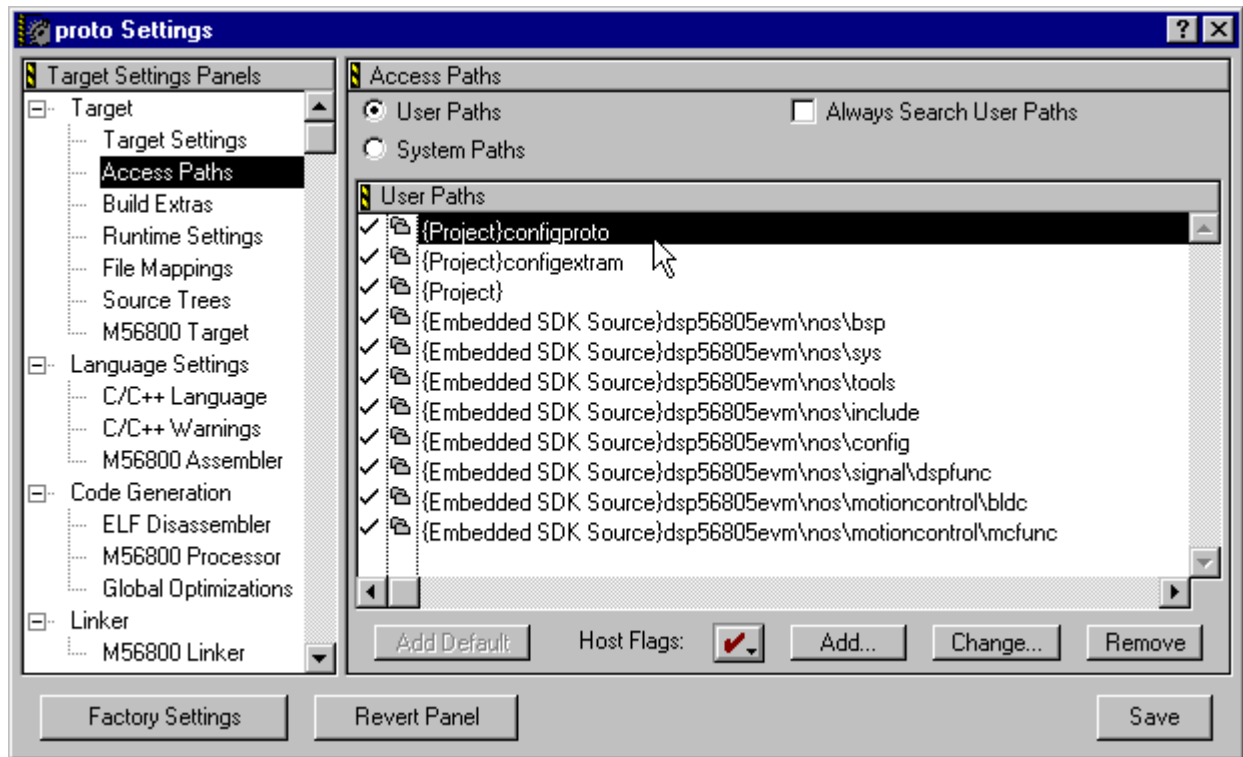 proto Settings
Target Settings Panels
Target
Target Settings
Access Paths
Build Extras
Runtime Settings
File Mappings
Source Trees
M56800 Target
Language Settings
C/C++ Language
C/C++ Warnings
M56800 Assembler
Code Generation
ELF Disassembler
M56800 Processor
Global Optimizations
Linker
M56800 Linker
Access Paths
User Paths
Always Search User Paths
System Paths
User Paths
{Project}configproto
{Project}configextram
{Project}
{Embedded SDK Source}dsp56805evm\nos\bsp
{Embedded SDK Source}dsp56805evm\nos\sys
{Embedded SDK Source}dsp56805evm\nos\tools
{Embedded SDK Source}dsp56805evm\nos\include
{Embedded SDK Source}dsp56805evm\nos\config
{Embedded SDK Source}dsp56805evm\nos\signal\dspfunc
{Embedded SDK Source}dsp56805evm\nos\motioncontrol\bldc
{Embedded SDK Source}dsp56805evm\nos\motioncontrol\mcfunc
Add Default
Host Flags:
Add...
Change...
Remove
Factory Settings
Revert Panel
Save